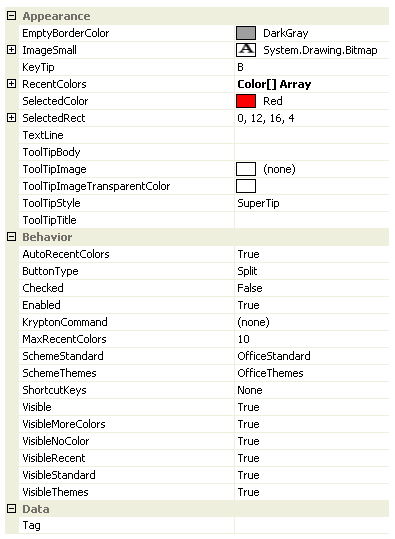 Appearance
EmptyBorderColor DarkGray
ImageSmall A System.Drawing.Bitmap
KeyTip B
RecentColors Color[] Array
SelectedColor Red
SelectedRect 0, 12, 16, 4
TextLine
ToolTipBody
ToolTipImage (none)
ToolTipImageTransparentColor
ToolTipStyle SuperTip
ToolTipTitle
Behavior
AutoRecentColors True
ButtonType Split
Checked False
Enabled True
KryptonCommand (none)
MaxRecentColors 10
SchemeStandard OfficeStandard
SchemeThemes OfficeThemes
ShortcutKeys None
Visible True
VisibleMoreColors True
VisibleNoColor True
VisibleRecent True
VisibleStandard True
VisibleThemes True
Data
Tag